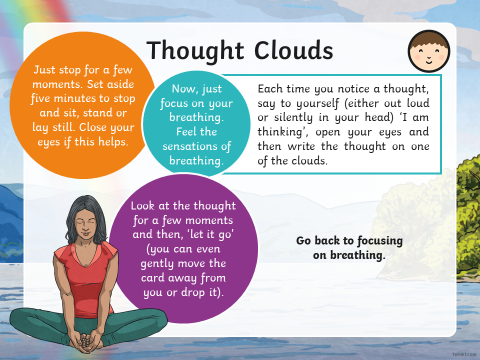 Thought Clouds
Just stop for a few
moments. Set aside
five minutes to stop
and sit, stand or
lay still. Close your
eyes if this helps.
Now, just
focus on your
breathing.
Feel the
sensations of
breathing.
Each time you notice a thought,
say to yourself (either out loud
or silently in your head) ‘I am
thinking’, open your eyes and
then write the thought on one
of the clouds.
Look at the thought
for a few moments
and then, ‘let it go’
(you can even
gently move the
card away from
you or drop it).
Go back to focusing
on breathing.